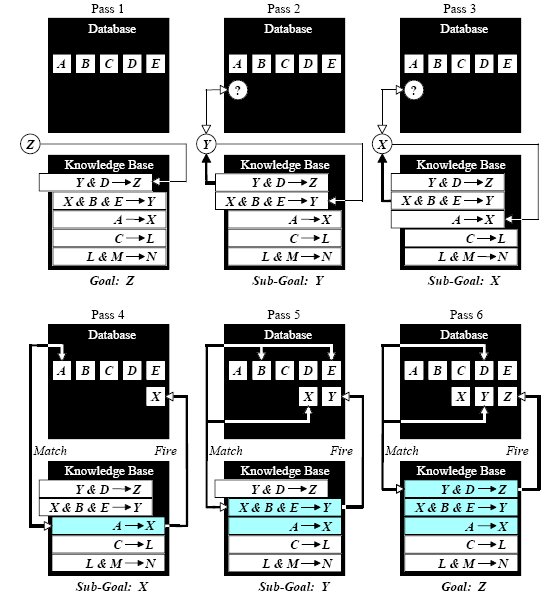 Pass 1 Pass 2 Pass 3
Database Database Database
A B C D E A B C D E A B C D E
? ?
Z Y X
Knowledge Base Knowledge Base Knowledge Base
Y & D → Z Y & D → Z Y & D → Z
X & B & E → Y X & B & E → Y X & B & E → Y
A → X A → X A → X
C → L C → L C → L
L & M → N L & M → N L & M → N
Goal: Z Sub-Goal: Y Sub-Goal: X
Pass 4 Pass 5 Pass 6
Database Database Database
A B C D E A B C D E A B C D E
X X Y X Y Z
Match Fire Match Fire Match Fire
Knowledge Base Knowledge Base Knowledge Base
Y & D → Z Y & D → Z Y & D → Z
X & B & E → Y X & B & E → Y X & B & E → Y
A → X A → X A → X
C → L C → L C → L
L & M → N L & M → N L & M → N
Sub-Goal: X Sub-Goal: Y Goal: Z